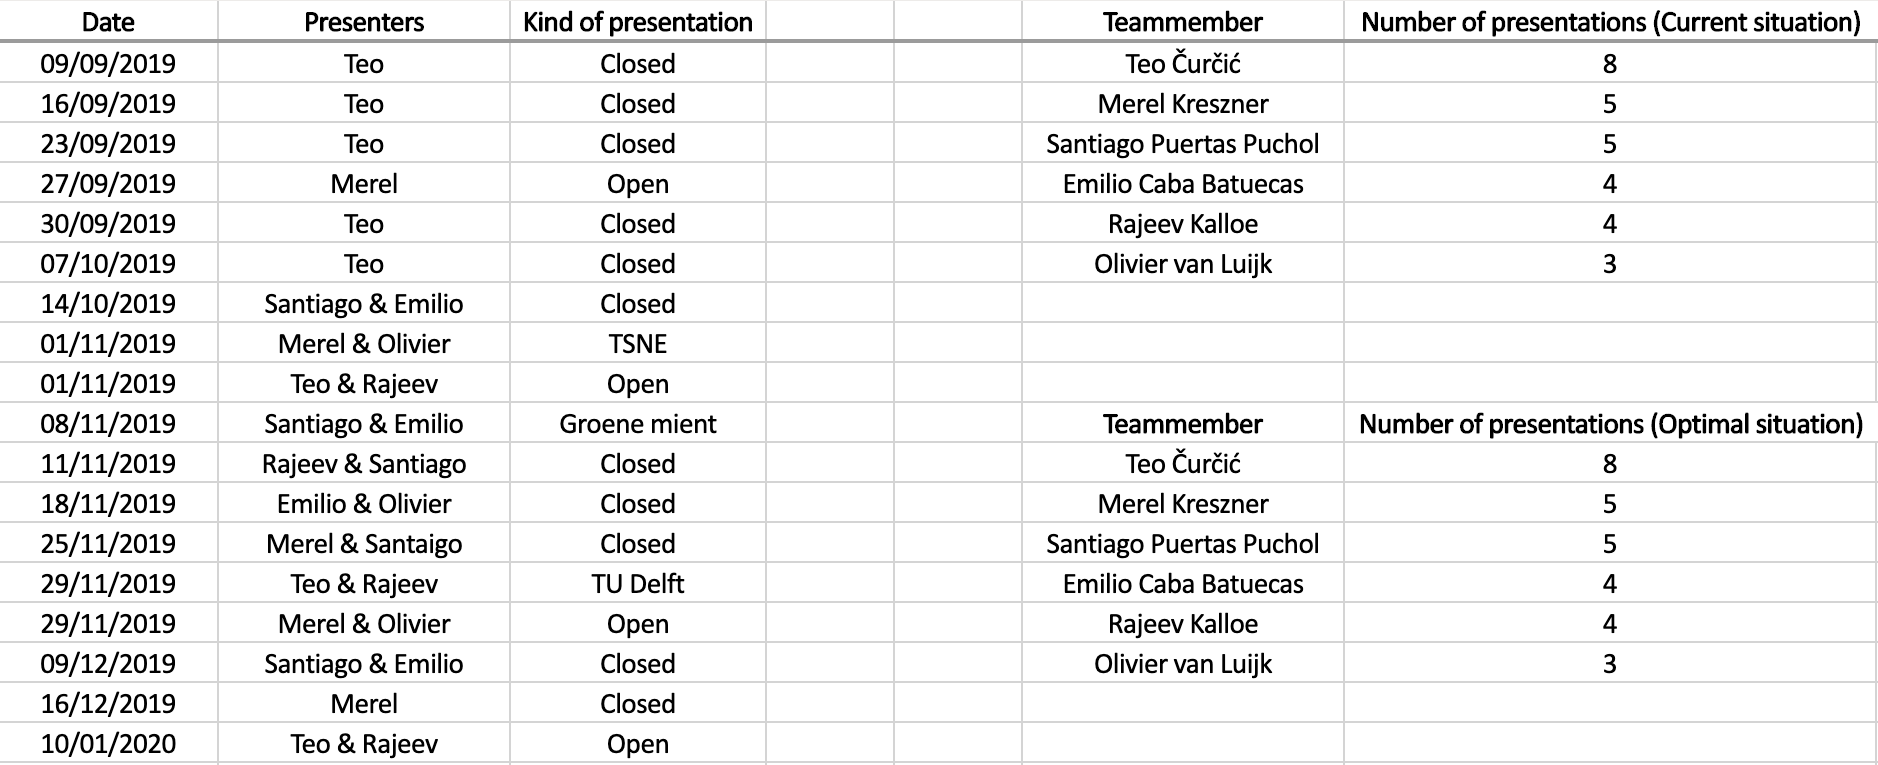 Date Presenters Kind of presentation Teammember Number of presentations (Current situation)
09/09/2019 Teo Closed Teo Čurčić 8
16/09/2019 Teo Closed Merel Kreszner 5
23/09/2019 Teo Closed Santiago Puertas Puchol 5
27/09/2019 Merel Open Emilio Caba Batuecas 4
30/09/2019 Teo Closed Rajeev Kalloe 4
07/10/2019 Teo Closed Olivier van Luijk 3
14/10/2019 Santiago & Emilio Closed
01/11/2019 Merel & Olivier TSNE
01/11/2019 Teo & Rajeev Open
08/11/2019 Santiago & Emilio Groene mient Teammember Number of presentations (Optimal situation)
11/11/2019 Rajeev & Santiago Closed Teo Čurčić 8
18/11/2019 Emilio & Olivier Closed Merel Kreszner 5
25/11/2019 Merel & Santaigo Closed Santiago Puertas Puchol 5
29/11/2019 Teo & Rajeev TU Delft Emilio Caba Batuecas 4
29/11/2019 Merel & Olivier Open Rajeev Kalloe 4
09/12/2019 Santiago & Emilio Closed Olivier van Luijk 3
16/12/2019 Merel Closed
10/01/2020 Teo & Rajeev Open